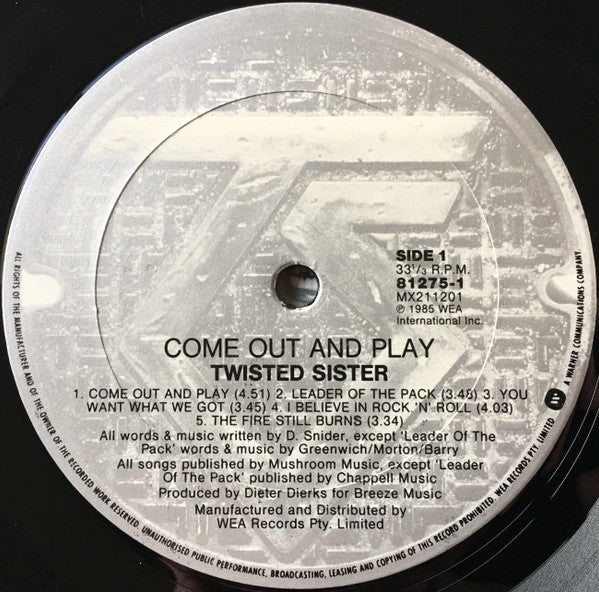 SIDE 1
33¹/₃ R.P.M.
81275-1
MX211201
℗ 1985 WEA
International Inc.
COME OUT AND PLAY
TWISTED SISTER
1. COME OUT AND PLAY (4.51) 2. LEADER OF THE PACK (3.48) 3. YOU
WANT WHAT WE GOT (3.45) 4. I BELIEVE IN ROCK 'N' ROLL (4.03)
5. THE FIRE STILL BURNS (3.34)
All words & music written by D. Snider, except 'Leader Of The
Pack' words & music by Greenwich/Morton/Barry
All songs published by Mushroom Music, except 'Leader
Of The Pack' published by Chappell Music
Produced by Dieter Dierks for Breeze Music
Manufactured and Distributed by
WEA Records Pty. Limited
ALL RIGHTS OF THE MANUFACTURER AND OF THE OWNER OF THE RECORDED WORK RESERVED. UNAUTHORISED PUBLIC PERFORMANCE, BROADCASTING, LEASING AND COPYING OF THIS RECORD PROHIBITED. WEA RECORDS PTY. LIMITED A WARNER COMMUNICATIONS COMPANY.